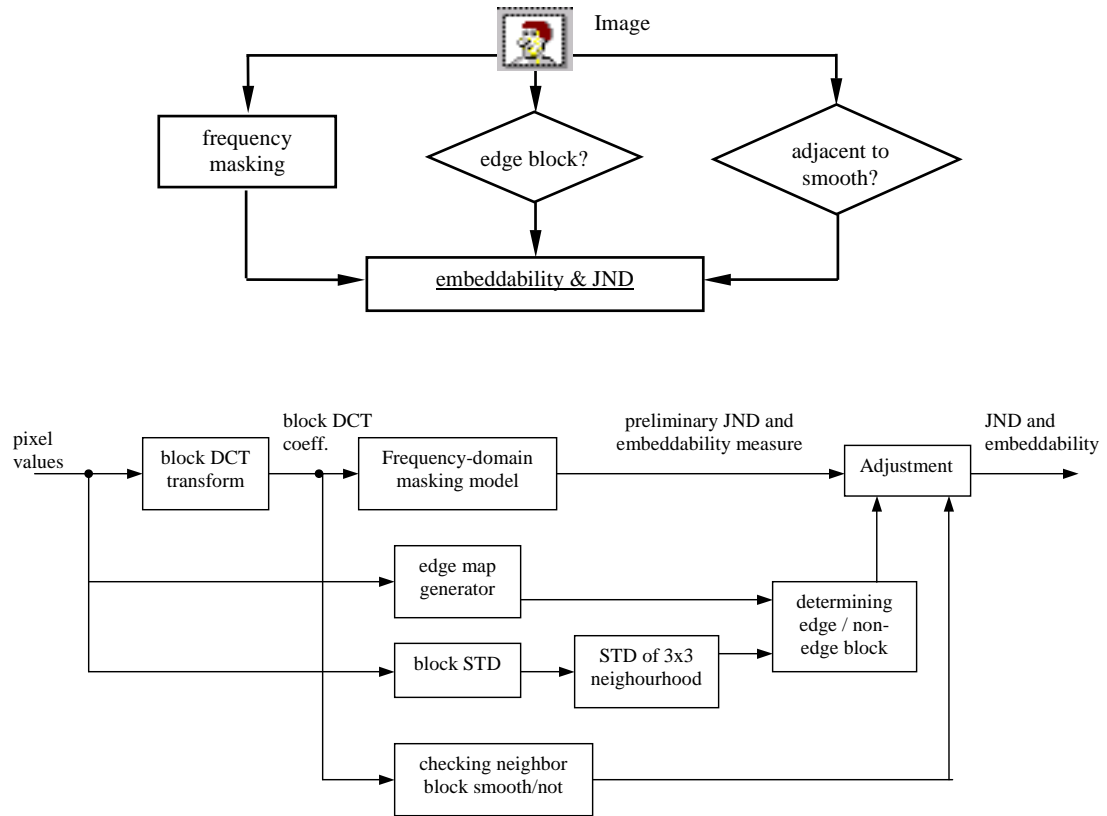 Image
frequency
masking
edge block?
adjacent to
smooth?
embeddability & JND
pixel
values
block DCT
transform
block DCT
coeff.
Frequency-domain
masking model
preliminary JND and
embeddability measure
Adjustment
JND and
embeddability
edge map
generator
determining
edge / non-
edge block
block STD
STD of 3x3
neighourhood
checking neighbor
block smooth/not